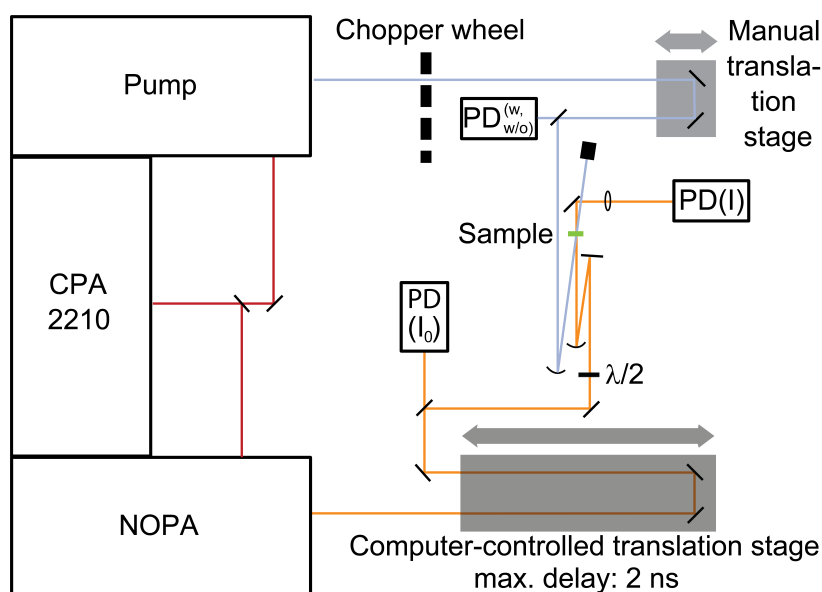 Chopper wheel
Manual
transla-
tion
stage
Pump
PD(w,
w/o)
PD(I)
Sample
CPA
2210
PD
(I₀)
λ/2
NOPA
Computer-controlled translation stage
max. delay: 2 ns